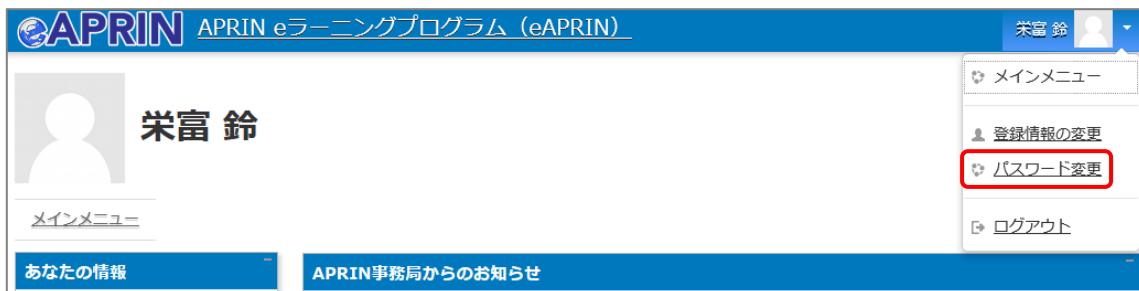 eAPRIN APRIN eラーニングプログラム（eAPRIN） 栄富 鈴
メインメニュー
栄富 鈴
登録情報の変更
パスワード変更
メインメニュー
ログアウト
あなたの情報
APRIN事務局からのお知らせ